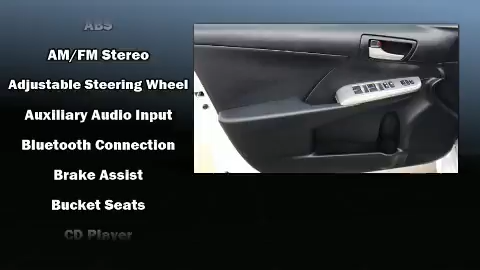 ABS
AM/FM Stereo
Adjustable Steering Wheel
Auxiliary Audio Input
Bluetooth Connection
Brake Assist
Bucket Seats
CD Player